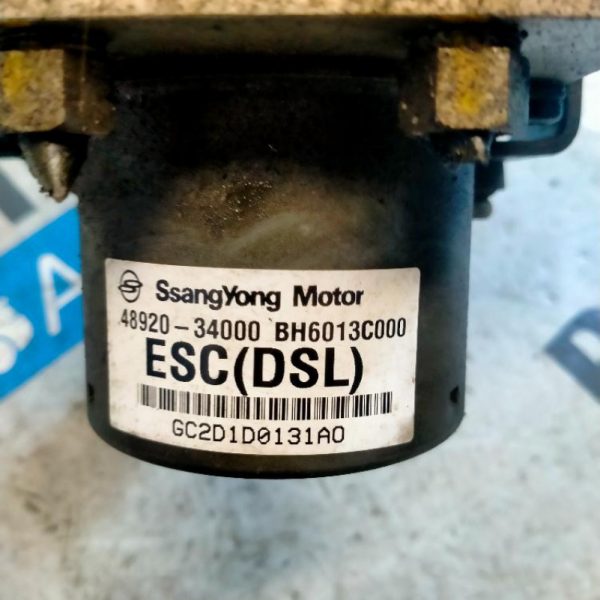 SsangYong Motor
48920-34000 BH6013C000
ESC(DSL)
GC2D1D0131A0
A